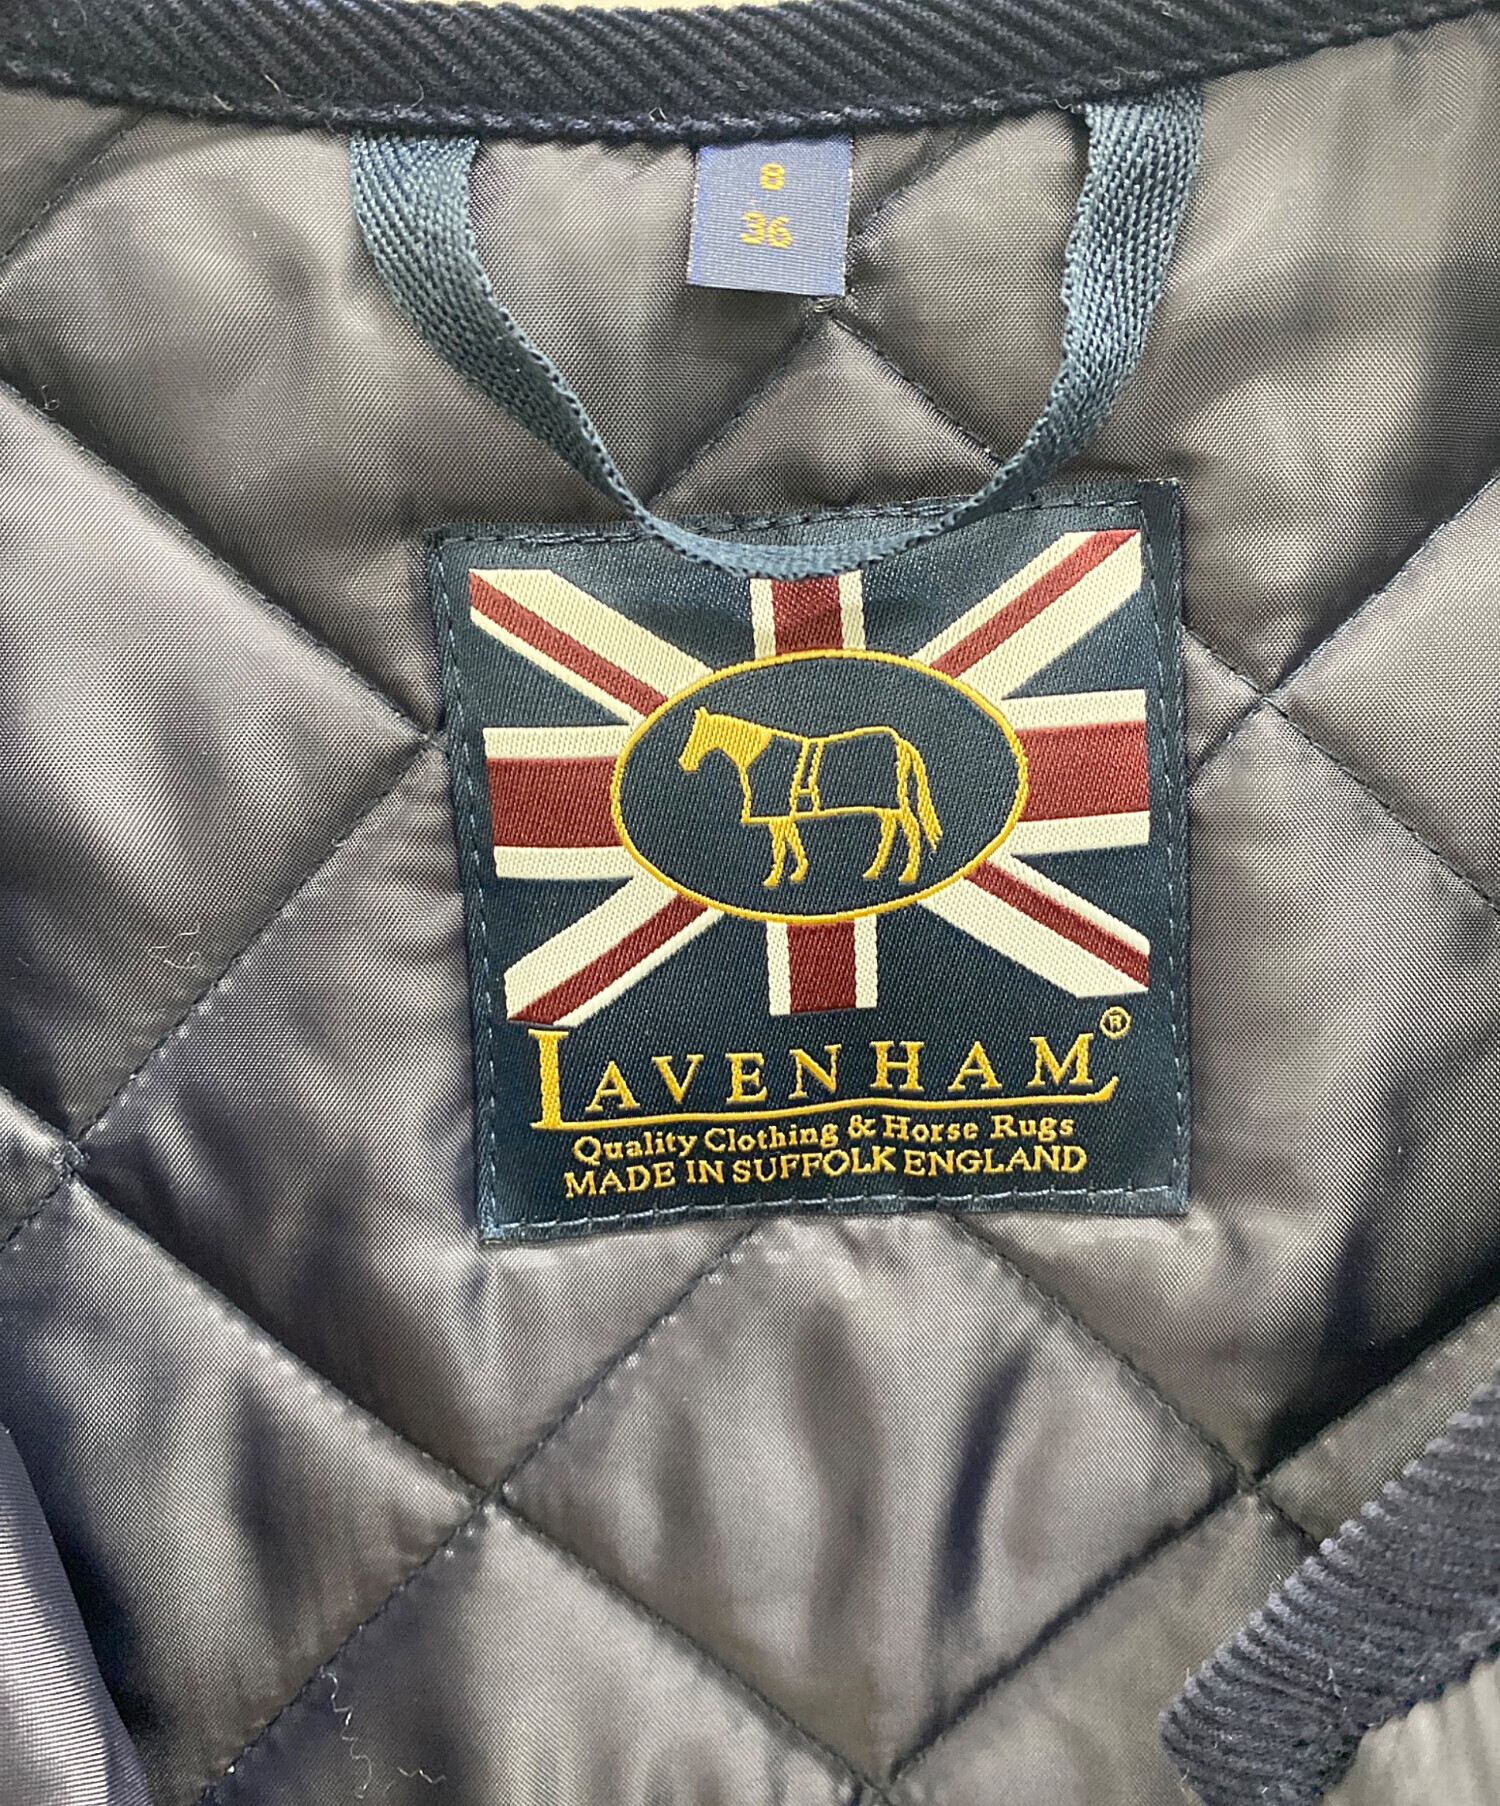 8
36
LAVENHAM®
Quality Clothing & Horse Rugs
MADE IN SUFFOLK ENGLAND